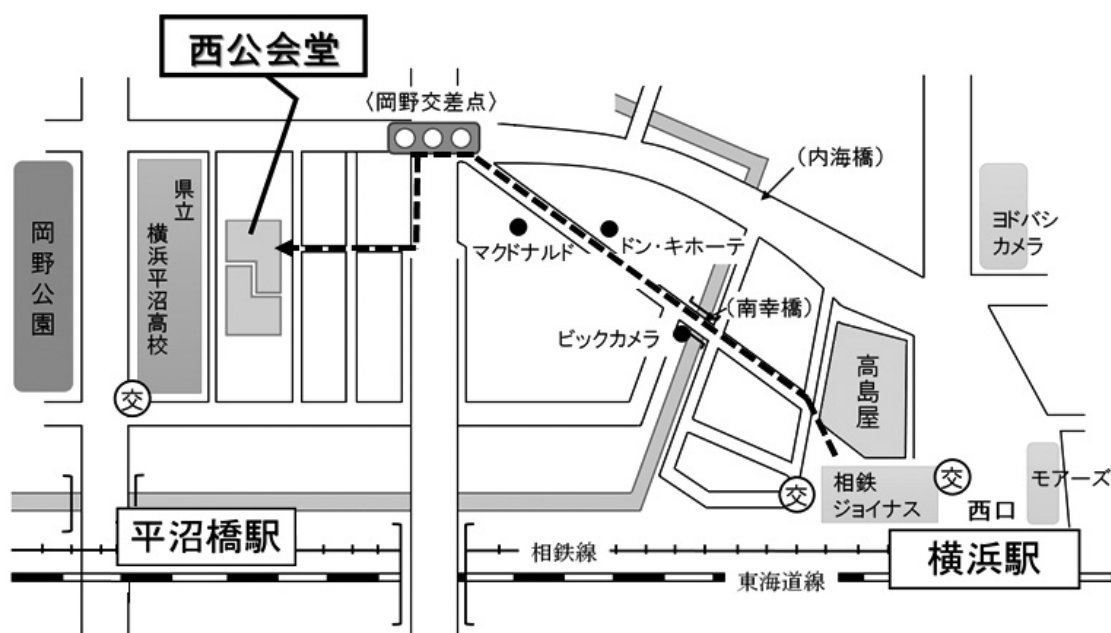 西公会堂
〈岡野交差点〉
(内海橋)
岡野公園
県立
横浜平沼高校
マクドナルド
ドン・キホーテ
ヨドバシ
カメラ
(南幸橋)
ビックカメラ
高島屋
交
交
交
相鉄
ジョイナス
モアーズ
西口
平沼橋駅
相鉄線
横浜駅
東海道線